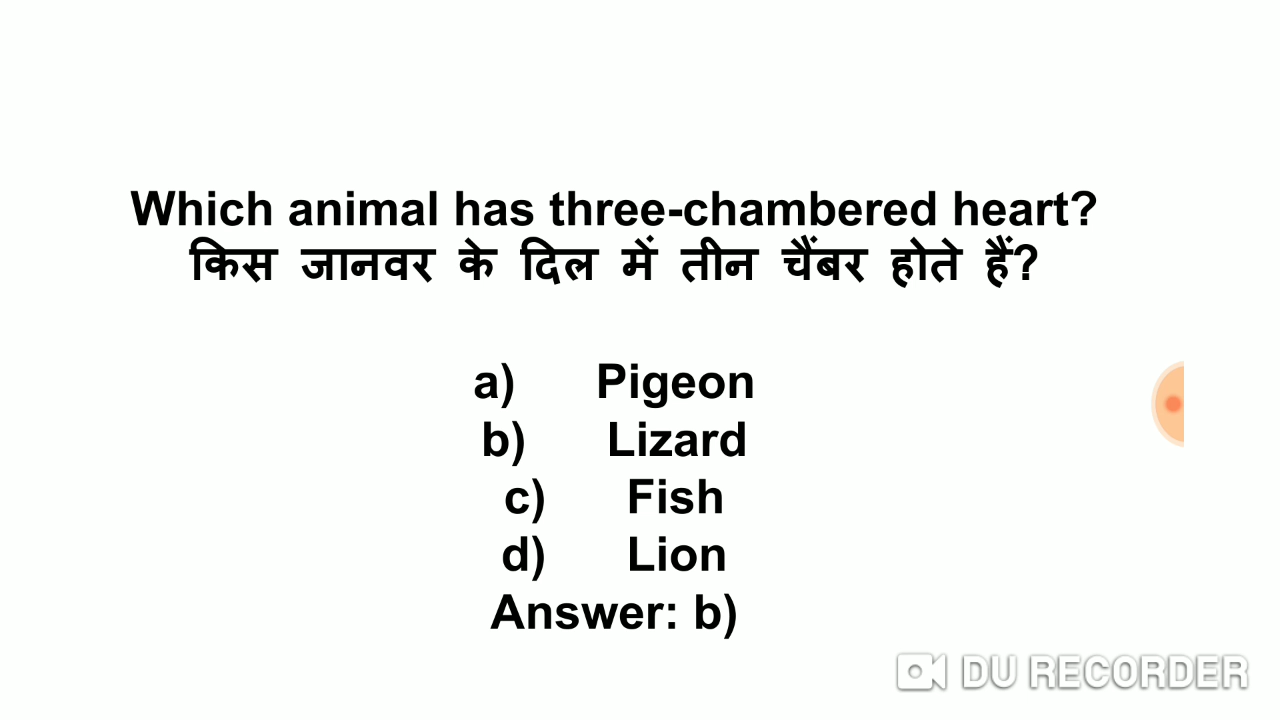 Which animal has three-chambered heart?
किस जानवर के दिल में तीन चैंबर होते हैं?
a) Pigeon
b) Lizard
c) Fish
d) Lion
Answer: b)
DU RECORDER